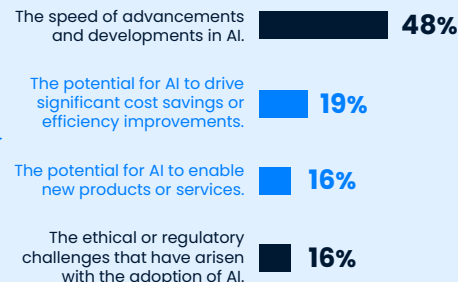 The speed of advancements
and developments in AI.
48%
The potential for AI to drive
significant cost savings or
efficiency improvements.
19%
The potential for AI to enable
new products or services.
16%
The ethical or regulatory
challenges that have arisen
with the adoption of AI.
16%